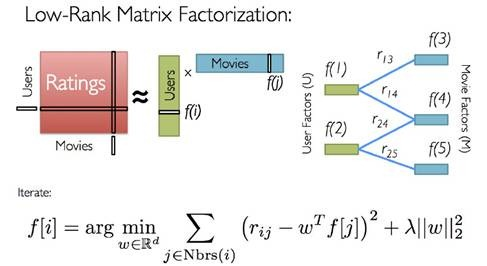 Low-Rank Matrix Factorization:
Users
Ratings
Movies
≈
Users
f(i)
x
Movies
f(j)
User Factors (U)
f(1)
f(2)
r13
r14
r24
r25
f(3)
f(4)
f(5)
Movie Factors (M)
Iterate:
f[i] = arg min_{w∈ℝ^d} ∑_{j∈Nbrs(i)} (r_{ij} − w^T f[j])^2 + λ||w||_2^2